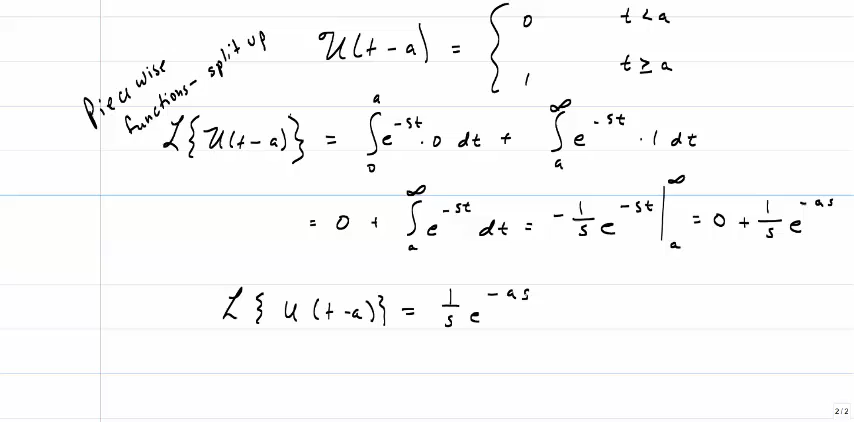 𝒰(t - a) = { 0 t < a
1 t ≥ a
Piecewise
functions - split up
ℒ{𝒰(t - a)} = ∫₀ᵃ e^{-st} · 0 dt + ∫ₐ^∞ e^{-st} · 1 dt
= 0 + ∫ₐ^∞ e^{-st} dt = -1/s e^{-st} |ₐ^∞ = 0 + 1/s e^{-as}
ℒ{u(t - a)} = 1/s e^{-as}
2 / 2